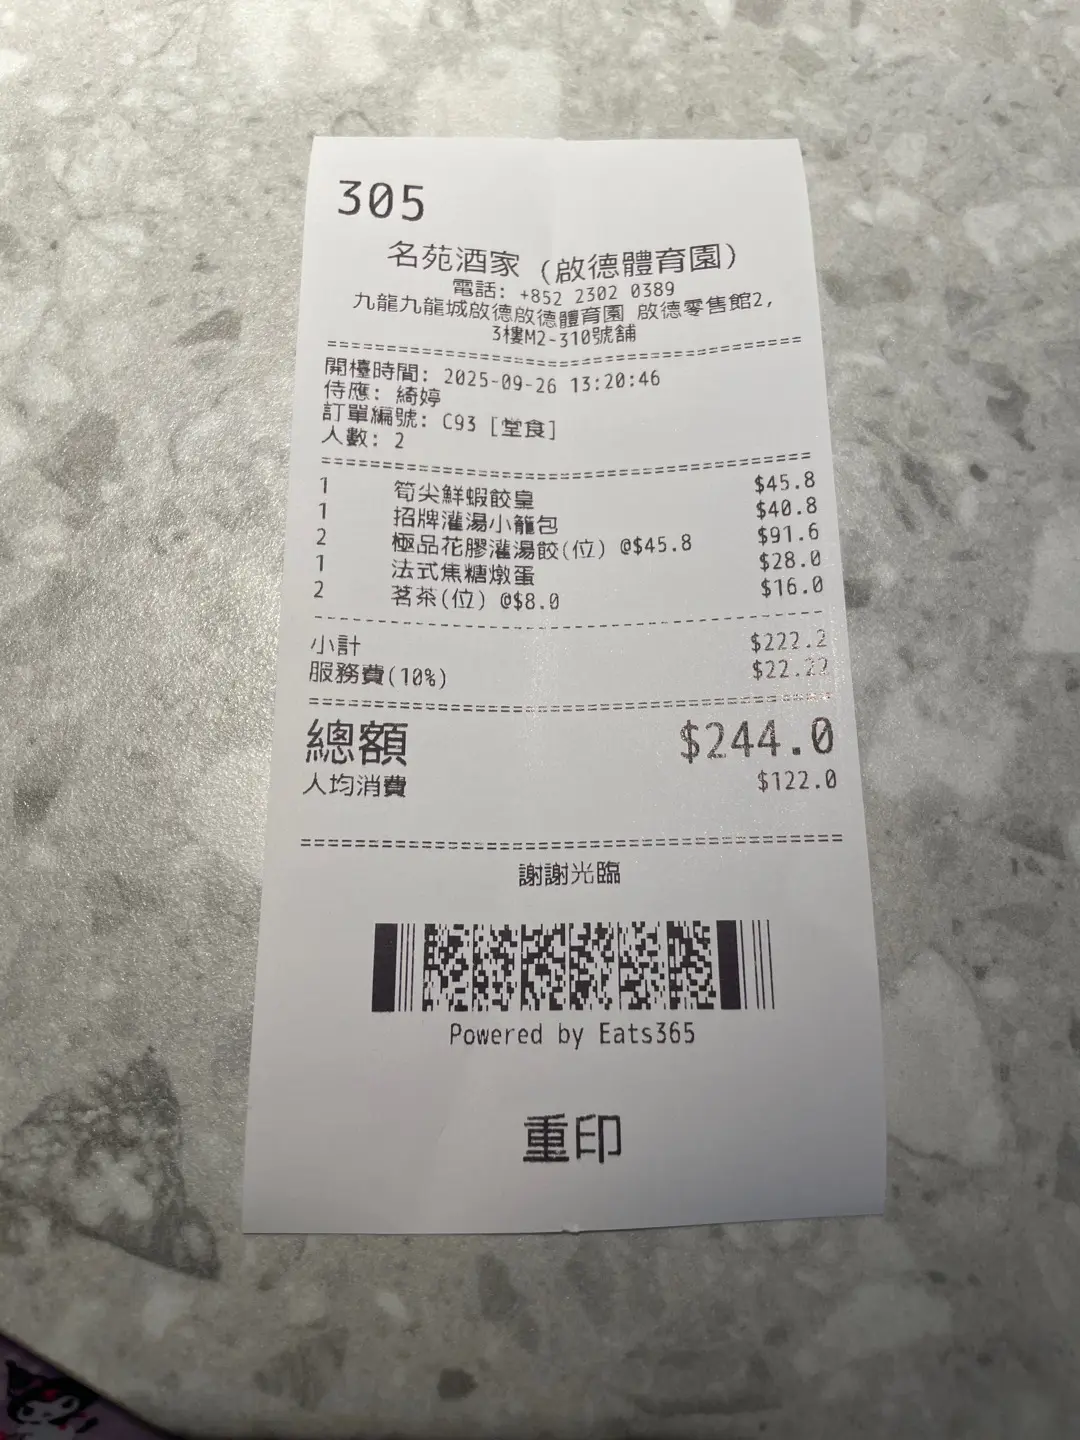 305
名苑酒家 (啟德體育園)
電話: +852 2302 0389
九龍九龍城啟德啟德體育園 啟德零售館2,
3樓M2-310號舖
開檯時間: 2025-09-26 13:20:46
侍應: 綺婷
訂單編號: C93 [堂食]
人數: 2
1 筍尖鮮蝦餃皇 $45.8
1 招牌灌湯小籠包 $40.8
2 極品花膠灌湯餃(位) @$45.8 $91.6
1 法式焦糖燉蛋 $28.0
2 茗茶(位) @$8.0 $16.0
小計 $222.2
服務費(10%) $22.22
總額 $244.0
人均消費 $122.0
謝謝光臨
Powered by Eats365
重印